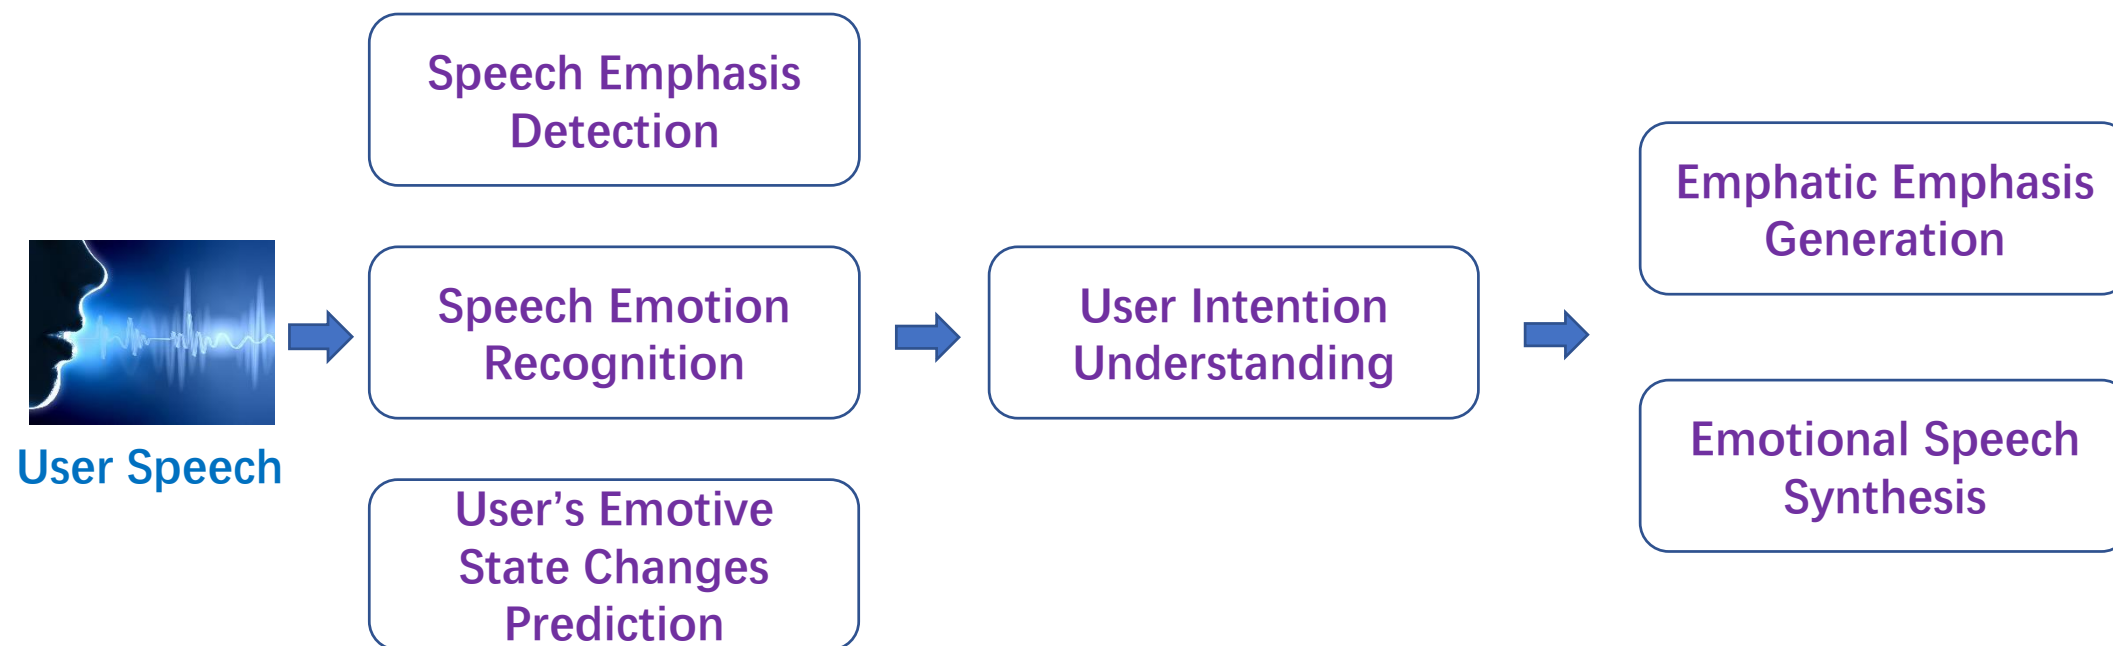 User Speech
Speech Emphasis
Detection
Speech Emotion
Recognition
User’s Emotive
State Changes
Prediction
User Intention
Understanding
Emphatic Emphasis
Generation
Emotional Speech
Synthesis